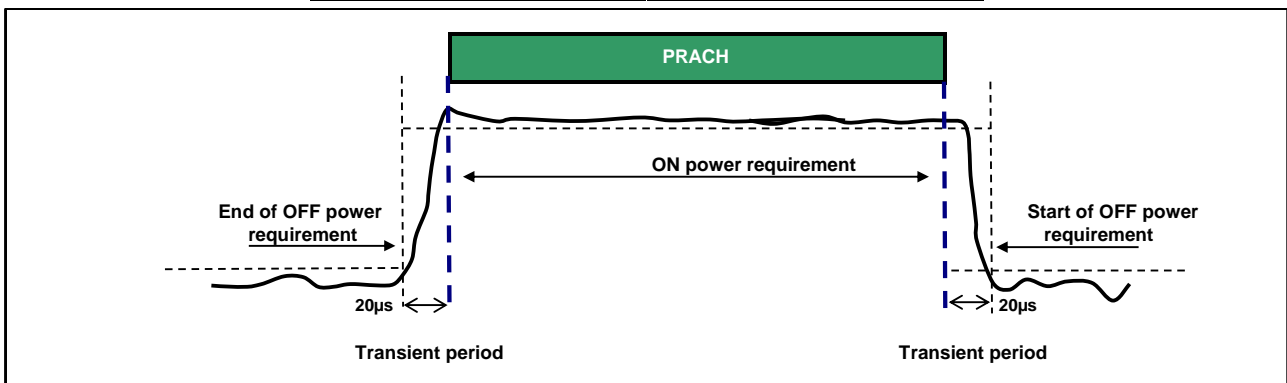 PRACH
ON power requirement
End of OFF power
requirement
Start of OFF power
requirement
20µs
20µs
Transient period
Transient period